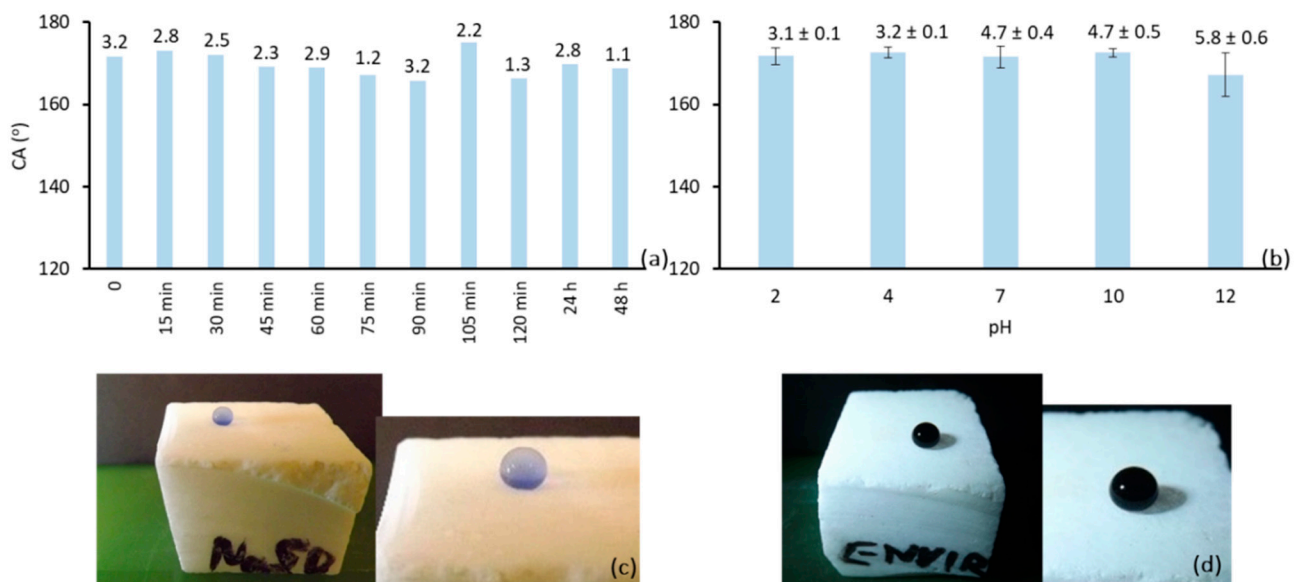 180
160
140
120
CA (°)
3.2
2.8
2.5
2.3
2.9
1.2
3.2
2.2
1.3
2.8
1.1
0
15 min
30 min
45 min
60 min
75 min
90 min
105 min
120 min
24 h
48 h
(a)
180
160
140
120
3.1 ± 0.1
3.2 ± 0.1
4.7 ± 0.4
4.7 ± 0.5
5.8 ± 0.6
2
4
7
10
12
pH
(b)
(c)
ENVIR
(d)